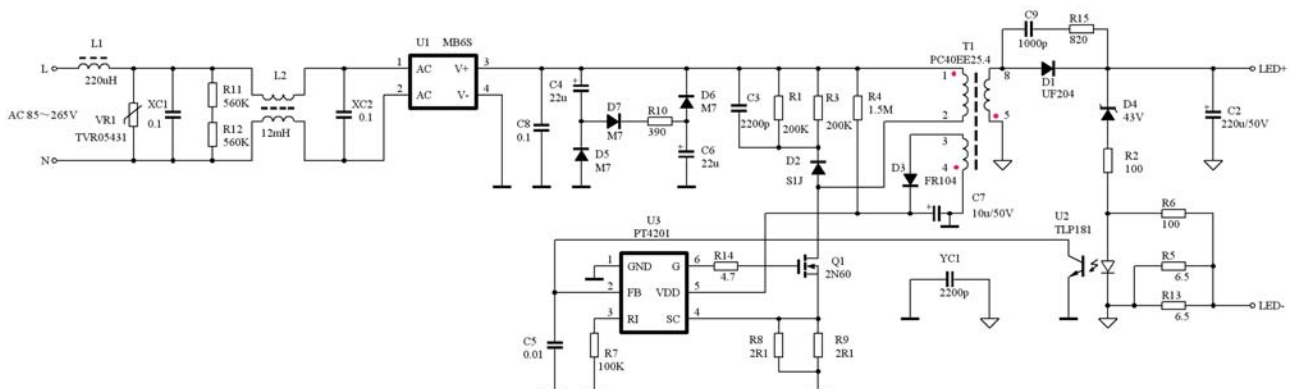 L
L1
220uH
AC 85～265V
N
VR1
TVR05431
XC1
0.1
R11
560K
R12
560K
L2
12mH
XC2
0.1
U1 MB6S
1 AC V+ 3
2 AC V- 4
C8
0.1
C4
22u
D7
M7
D5
M7
R10
390
D6
M7
C6
22u
C3
2200p
R1
200K
R3
200K
R4
1.5M
D2
S1J
T1
PC40EE25.4
1
2
3
4
8
5
D3
FR104
C7
10u/50V
C9
1000p
R15
820
D1
UF204
D4
43V
R2
100
C2
220u/50V
LED+
U2
TLP181
R6
100
R5
6.5
R13
6.5
LED-
YC1
2200p
U3
PT4201
1 GND G 6
2 FB VDD 5
3 RI SC 4
R14
4.7
Q1
2N60
C5
0.01
R7
100K
R8
2R1
R9
2R1